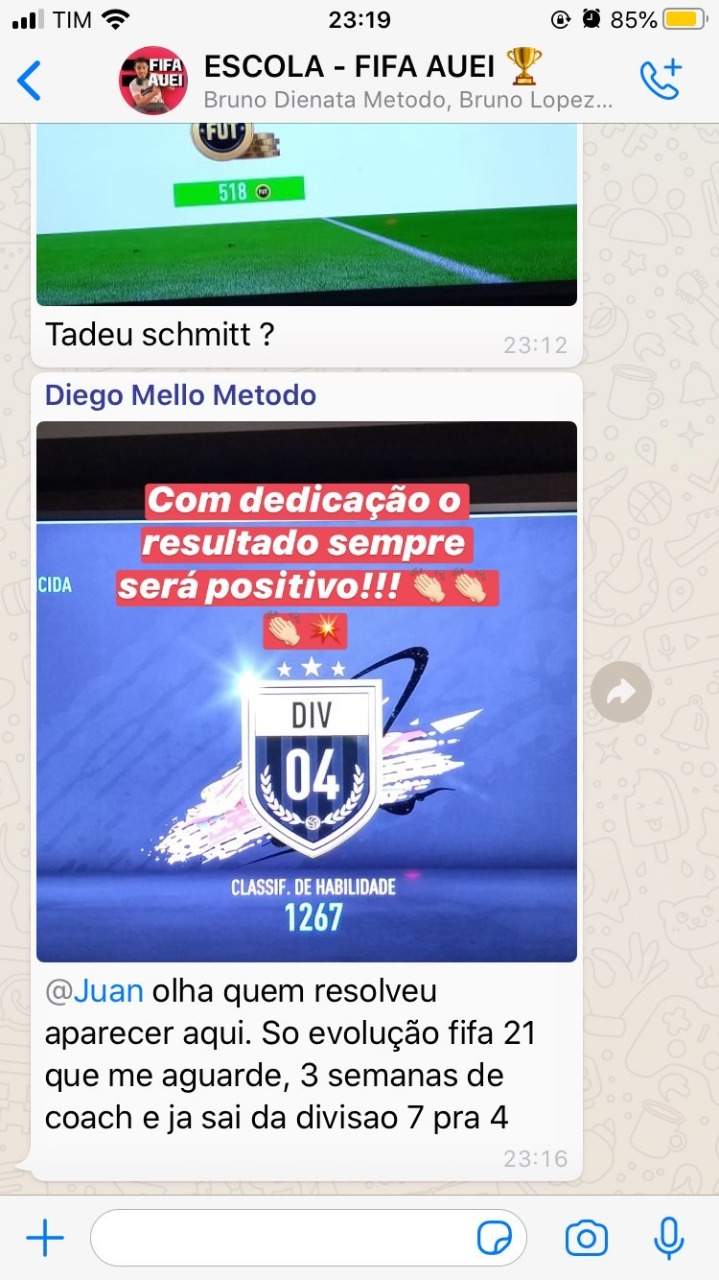 TIM
23:19
85%
FIFA
AUEI
ESCOLA - FIFA AUEI 🏆
Bruno Dienata Metodo, Bruno Lopez...
FUT
518
Tadeu schmitt ?
23:12
Diego Mello Metodo
Com dedicação o
resultado sempre
será positivo!!! 👏🏻👏🏻
👏🏻💥
CIDA
DIV
04
CLASSIF. DE HABILIDADE
1267
@Juan olha quem resolveu
aparecer aqui. So evolução fifa 21
que me aguarde, 3 semanas de
coach e ja sai da divisao 7 pra 4
23:16